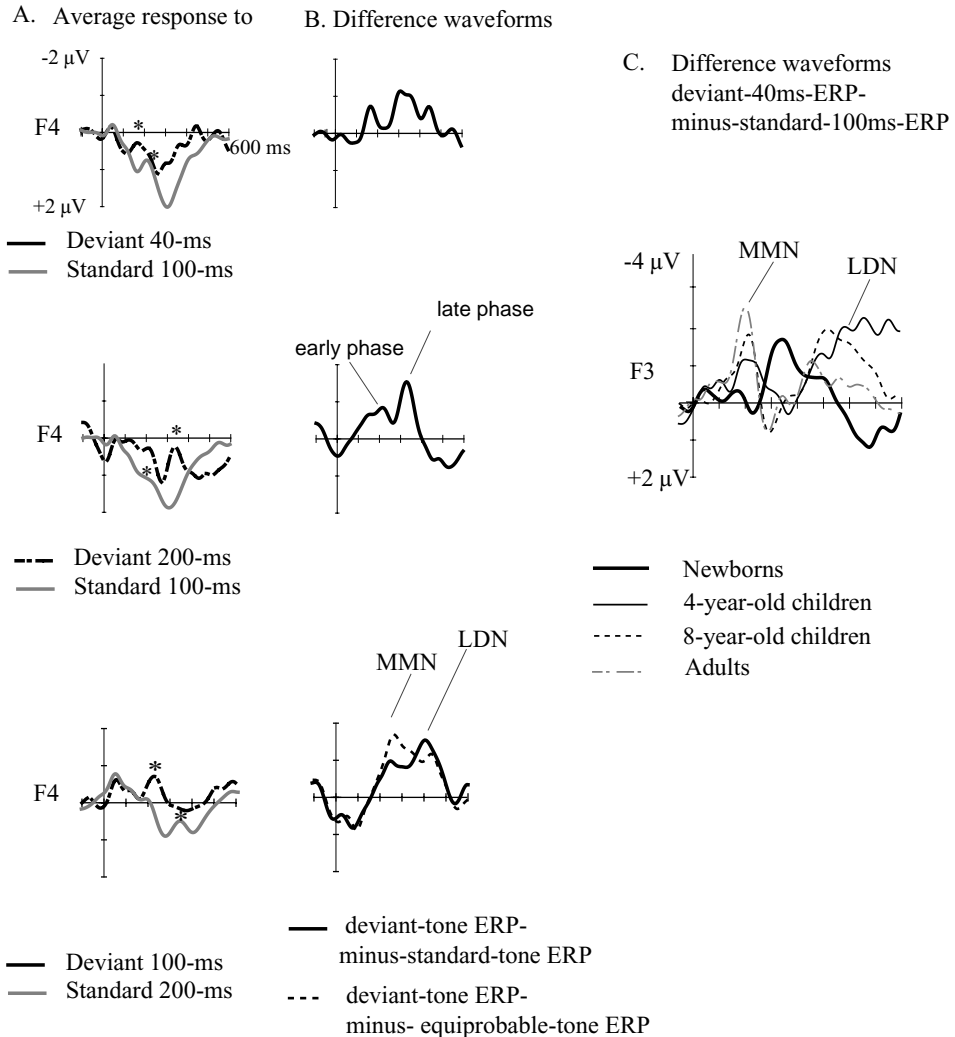 A. Average response to
B. Difference waveforms
-2 µV
F4
*
*
600 ms
+2 µV
Deviant 40-ms
Standard 100-ms
C. Difference waveforms
deviant-40ms-ERP-
minus-standard-100ms-ERP
late phase
early phase
F4
*
*
Deviant 200-ms
Standard 100-ms
-4 µV
MMN
LDN
F3
+2 µV
Newborns
4-year-old children
8-year-old children
Adults
LDN
MMN
F4
*
*
Deviant 100-ms
Standard 200-ms
deviant-tone ERP-
minus-standard-tone ERP
deviant-tone ERP-
minus- equiprobable-tone ERP